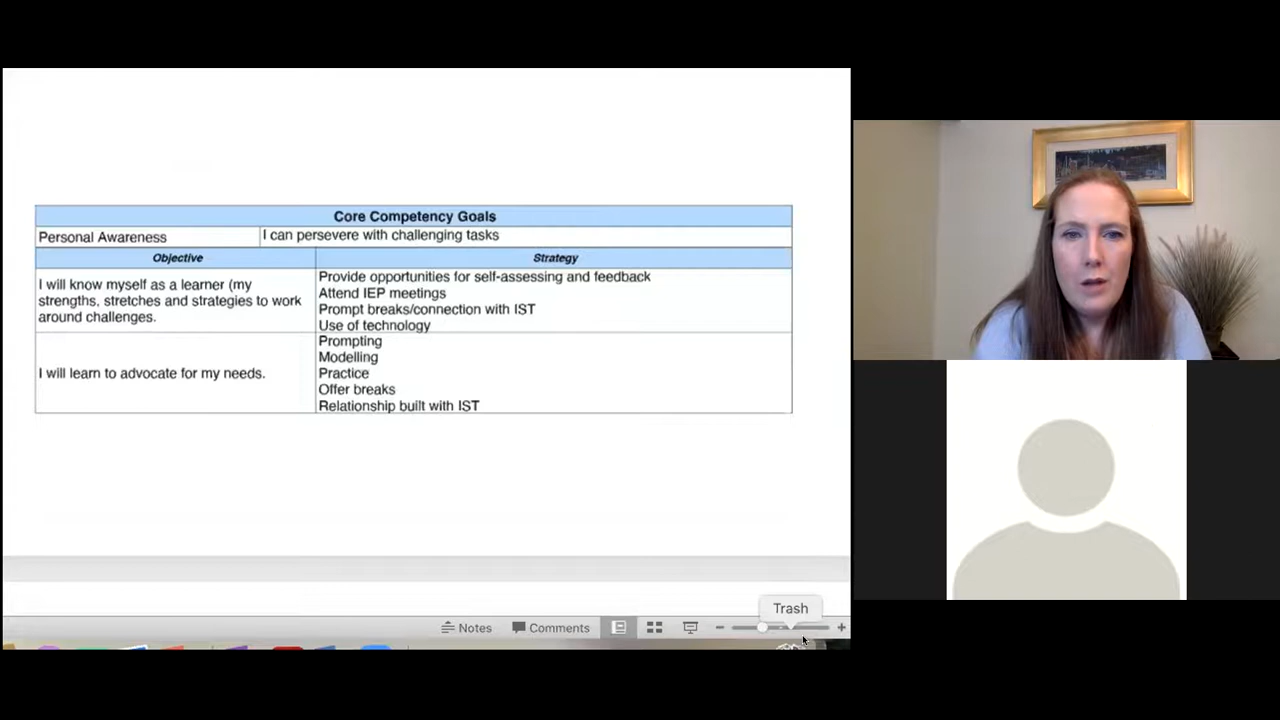 Core Competency Goals
Personal Awareness
I can persevere with challenging tasks
Objective
Strategy
I will know myself as a learner (my
strengths, stretches and strategies to work
around challenges.
Provide opportunities for self-assessing and feedback
Attend IEP meetings
Prompt breaks/connection with IST
Use of technology
I will learn to advocate for my needs.
Prompting
Modelling
Practice
Offer breaks
Relationship built with IST
Trash
Notes
Comments